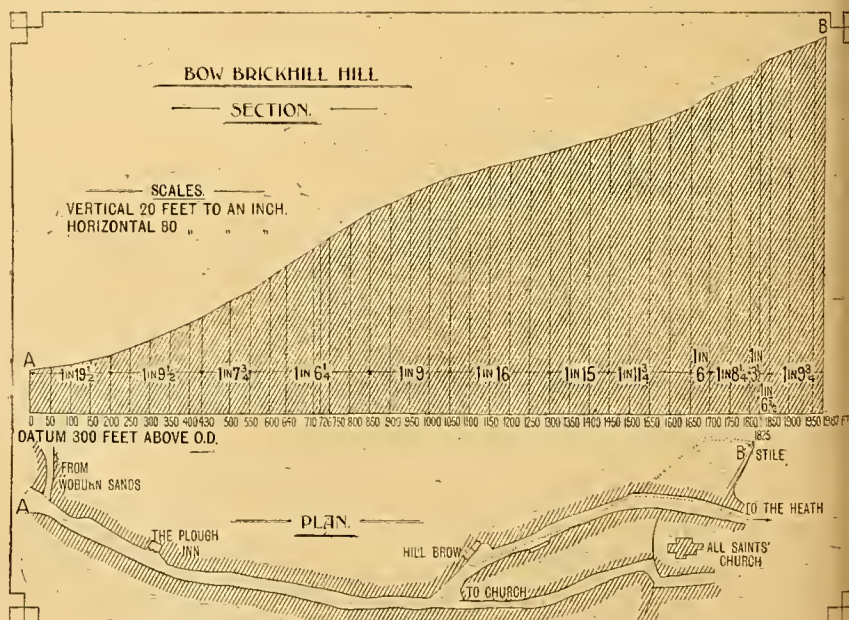 B
BOW BRICKHILL HILL
SECTION.
SCALES.
VERTICAL 20 FEET TO AN INCH.
HORIZONTAL 80 " " "
A
1 IN 19½ 1 IN 9½ 1 IN 7¾ 1 IN 6¼ 1 IN 9 1 IN 16 1 IN 15 1 IN 11¾ 1 IN 6 1 IN 8¼ 1 IN 3 1 IN 6½ 1 IN 9¾
0 50 100 150 200 250 300 350 400 430 500 550 600 640 710 726 750 800 850 900 950 1000 1050 1100 1150 1200 1250 1300 1350 1400 1450 1500 1550 1600 1650 1700 1750 1800 1850 1900 1950 1987 FT
1825
DATUM 300 FEET ABOVE O.D.
B STILE
FROM
WOBURN SANDS
A
TO THE HEATH
PLAN.
THE PLOUGH
INN
HILL BROW
ALL SAINTS'
CHURCH
TO CHURCH